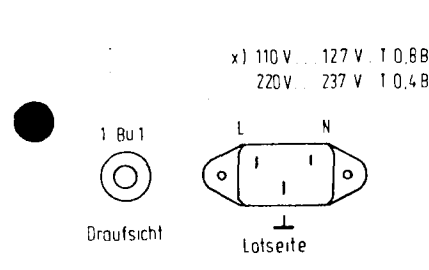 x) 110 V... 127 V. T 0,8 B
220 V.. 237 V T 0,4 B
1 Bu 1
L N
Draufsicht
Lötseite